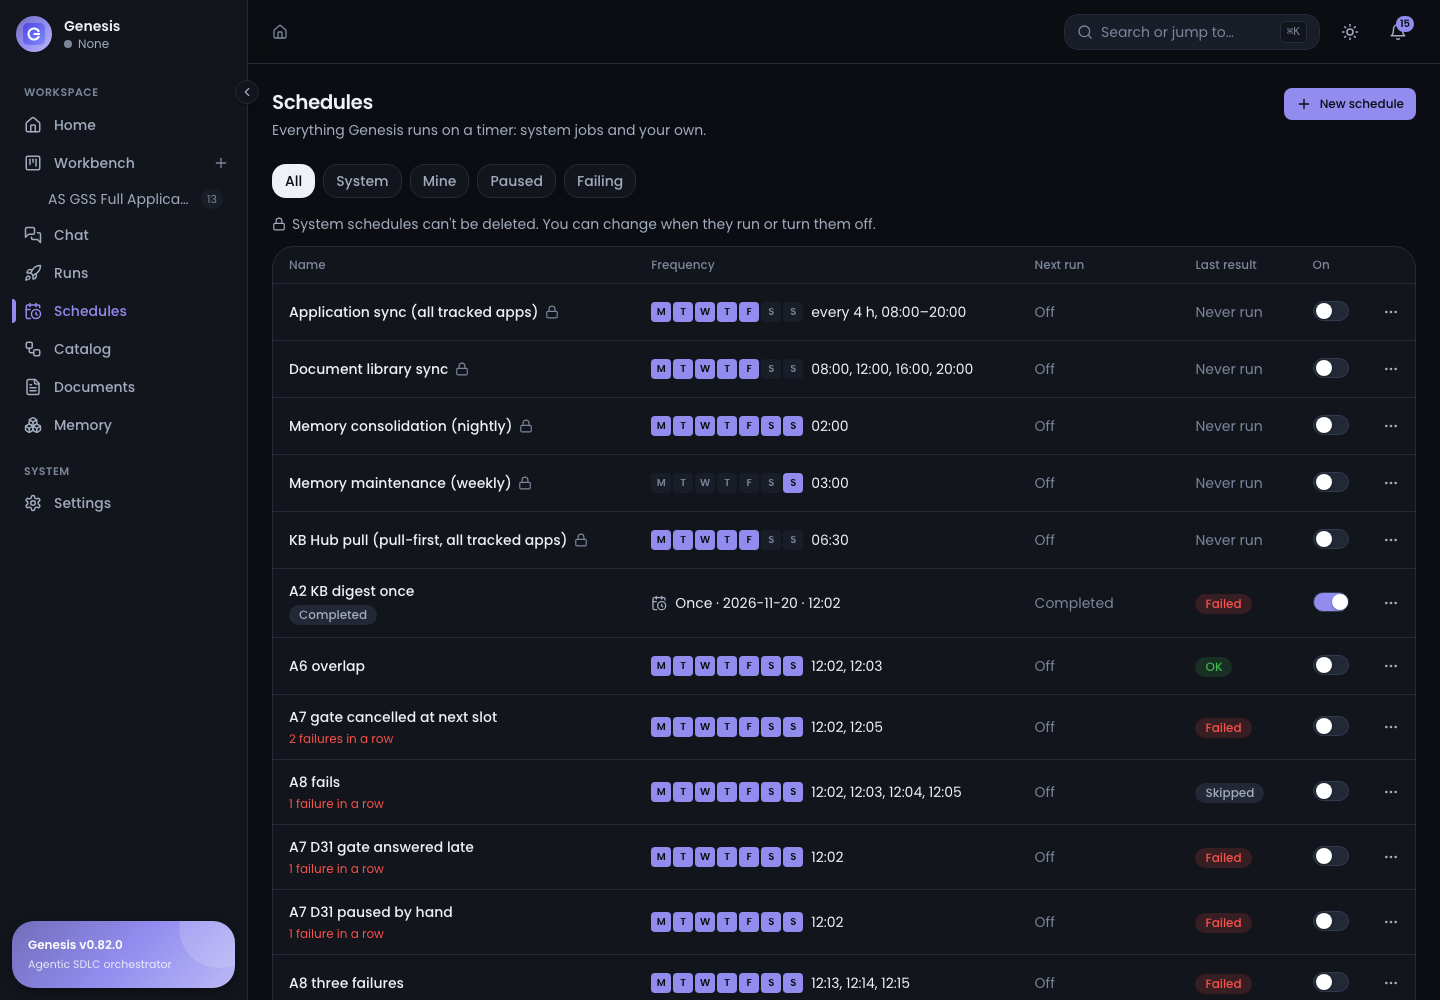 Genesis
None
WORKSPACE
Home
Workbench
AS GSS Full Applica... 13
Chat
Runs
Schedules
Catalog
Documents
Memory
SYSTEM
Settings
Genesis v0.82.0
Agentic SDLC orchestrator
Search or jump to... ⌘K
15
Schedules
Everything Genesis runs on a timer: system jobs and your own.
New schedule
All System Mine Paused Failing
System schedules can't be deleted. You can change when they run or turn them off.
Name Frequency Next run Last result On
Application sync (all tracked apps) M T W T F S S every 4 h, 08:00–20:00 Off Never run
Document library sync M T W T F S S 08:00, 12:00, 16:00, 20:00 Off Never run
Memory consolidation (nightly) M T W T F S S 02:00 Off Never run
Memory maintenance (weekly) M T W T F S S 03:00 Off Never run
KB Hub pull (pull-first, all tracked apps) M T W T F S S 06:30 Off Never run
A2 KB digest once
Completed
Once · 2026-11-20 · 12:02 Completed Failed
A6 overlap M T W T F S S 12:02, 12:03 Off OK
A7 gate cancelled at next slot
2 failures in a row
M T W T F S S 12:02, 12:05 Off Failed
A8 fails
1 failure in a row
M T W T F S S 12:02, 12:03, 12:04, 12:05 Off Skipped
A7 D31 gate answered late
1 failure in a row
M T W T F S S 12:02 Off Failed
A7 D31 paused by hand
1 failure in a row
M T W T F S S 12:02 Off Failed
A8 three failures M T W T F S S 12:13, 12:14, 12:15 Off Failed